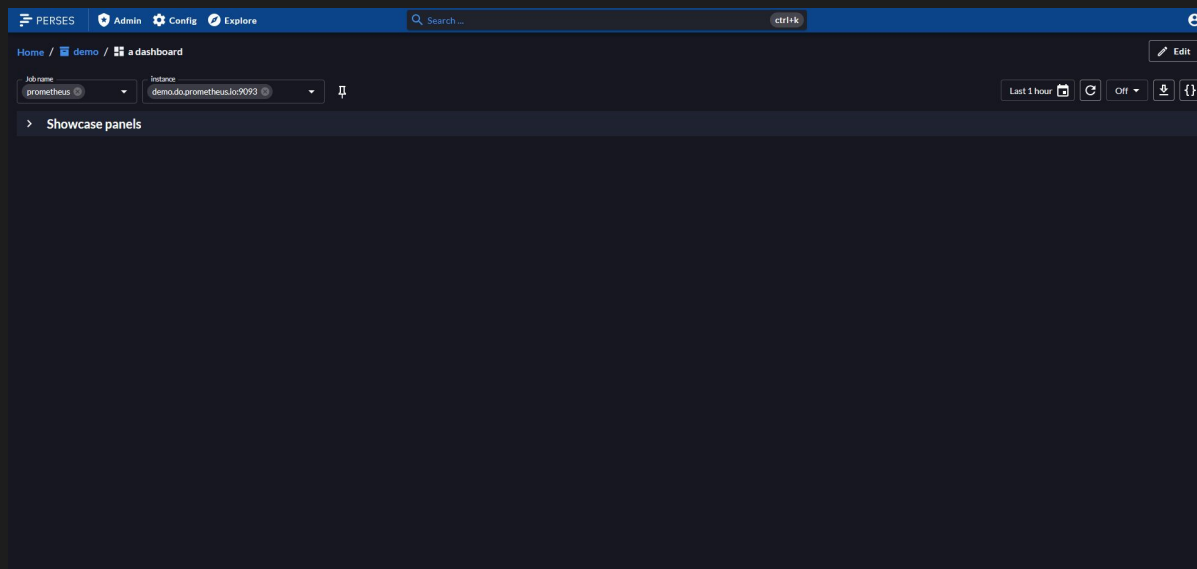 PERSES Admin Config Explore Search ... ctrl+k
Home / demo / a dashboard Edit
Job name instance
prometheus demo.do.prometheus.io:9093 Last 1 hour Off {}
Showcase panels